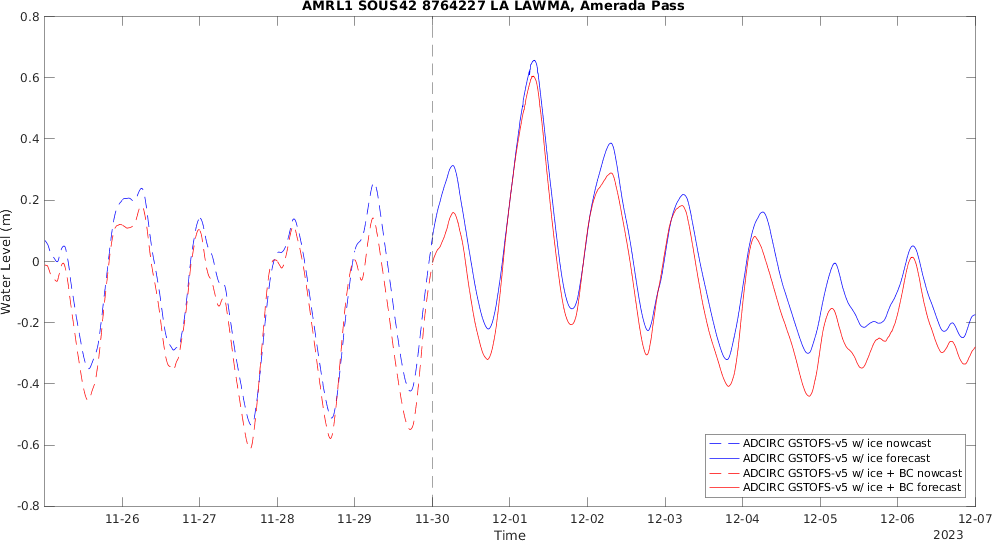 AMRL1 SOUS42 8764227 LA LAWMA, Amerada Pass
0.8
0.6
0.4
0.2
0
-0.2
-0.4
-0.6
-0.8
Water Level (m)
ADCIRC GSTOFS-v5 w/ ice nowcast
ADCIRC GSTOFS-v5 w/ ice forecast
ADCIRC GSTOFS-v5 w/ ice + BC nowcast
ADCIRC GSTOFS-v5 w/ ice + BC forecast
11-26 11-27 11-28 11-29 11-30 12-01 12-02 12-03 12-04 12-05 12-06 12-07
Time
2023